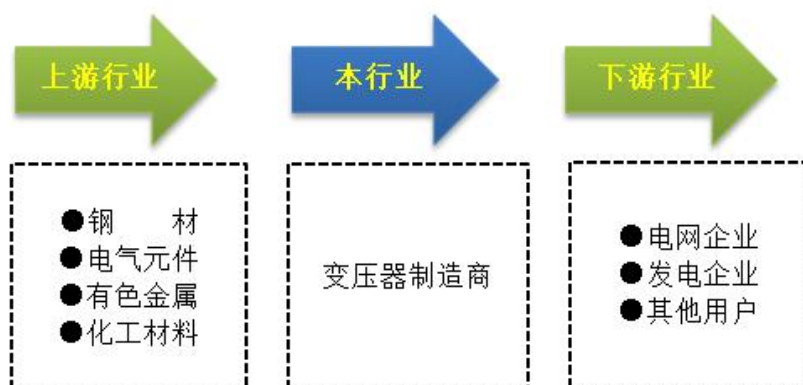 上游行业
本行业
下游行业
●钢　　材
●电气元件
●有色金属
●化工材料
变压器制造商
●电网企业
●发电企业
●其他用户